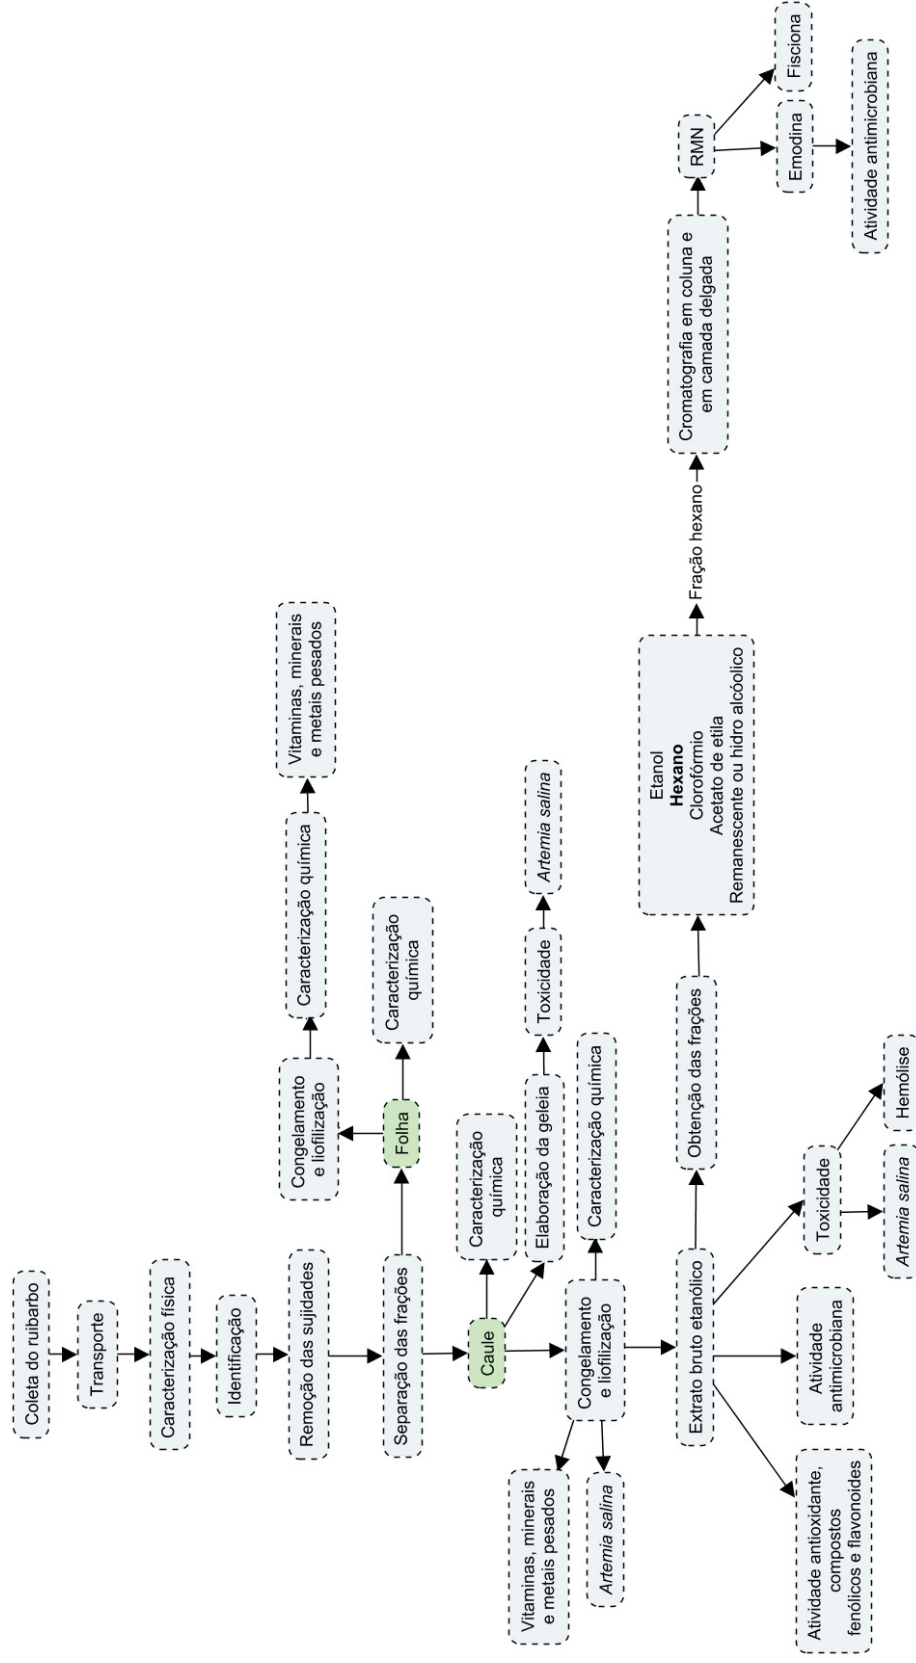 Coleta do ruibarbo
Transporte
Caracterização física
Identificação
Remoção das sujidades
Separação das frações
Folha
Caracterização
química
Congelamento
e liofilização
Caracterização química
Vitaminas, minerais
e metais pesados
Caule
Caracterização
química
Elaboração da geleia
Toxicidade
Artemia salina
Congelamento
e liofilização
Caracterização química
Vitaminas, minerais
e metais pesados
Artemia salina
Extrato bruto etanólico
Atividade antioxidante,
compostos
fenólicos e flavonoides
Atividade
antimicrobiana
Toxicidade
Artemia salina
Hemólise
Obtenção das frações
Etanol
Hexano
Clorofórmio
Acetato de etila
Remanescente ou hidro alcóolico
Fração hexano
Cromatografia em coluna e
em camada delgada
RMN
Emodina
Fisciona
Atividade antimicrobiana